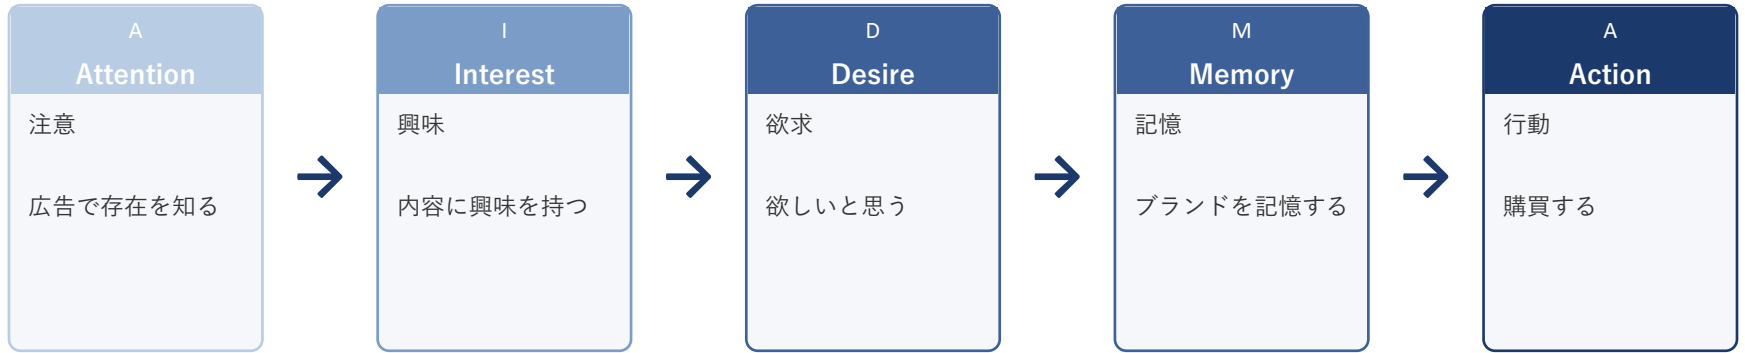 A
Attention
注意
広告で存在を知る
I
Interest
興味
内容に興味を持つ
D
Desire
欲求
欲しいと思う
M
Memory
記憶
ブランドを記憶する
A
Action
行動
購買する